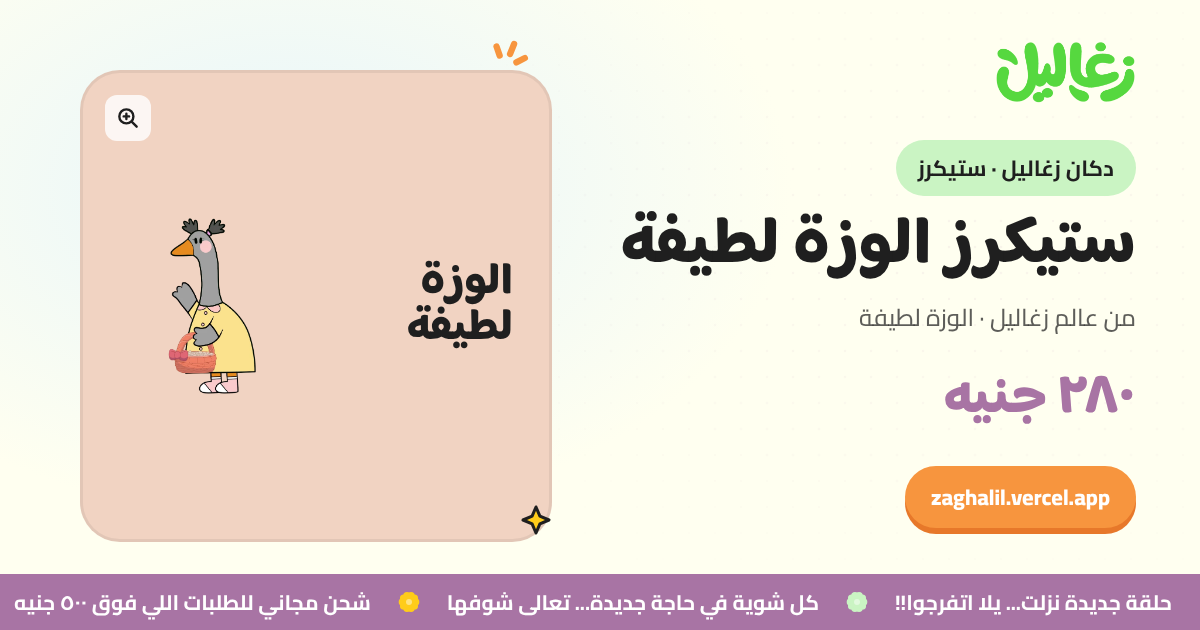 زغاليل
دكان زغاليل · ستيكرز
ستيكرز الوزة لطيفة
من عالم زغاليل · الوزة لطيفة
٢٨٠ جنيه
zaghalil.vercel.app
الوزة
لطيفة
حلقة جديدة نزلت... يلا اتفرجوا!! كل شوية في حاجة جديدة... تعالى شوفها شحن مجاني للطلبات اللي فوق ٥٠٠ جنيه